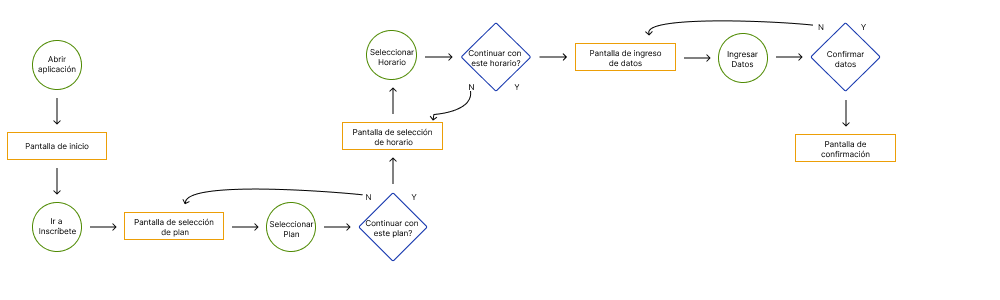 Abrir
aplicación
Pantalla de inicio
Ir a
Inscríbete
Pantalla de selección
de plan
Seleccionar
Plan
Continuar con
este plan?
N
Y
Pantalla de selección
de horario
Seleccionar
Horario
Continuar con
este horario?
N
Y
Pantalla de ingreso
de datos
Ingresar
Datos
Confirmar
datos
N
Y
Pantalla de
confirmación